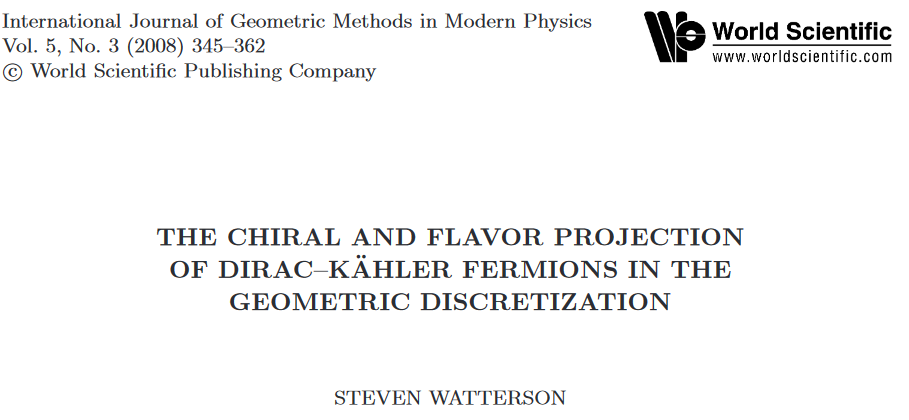 International Journal of Geometric Methods in Modern Physics
Vol. 5, No. 3 (2008) 345–362
© World Scientific Publishing Company
World Scientific
www.worldscientific.com
THE CHIRAL AND FLAVOR PROJECTION
OF DIRAC–KÄHLER FERMIONS IN THE
GEOMETRIC DISCRETIZATION
STEVEN WATTERSON